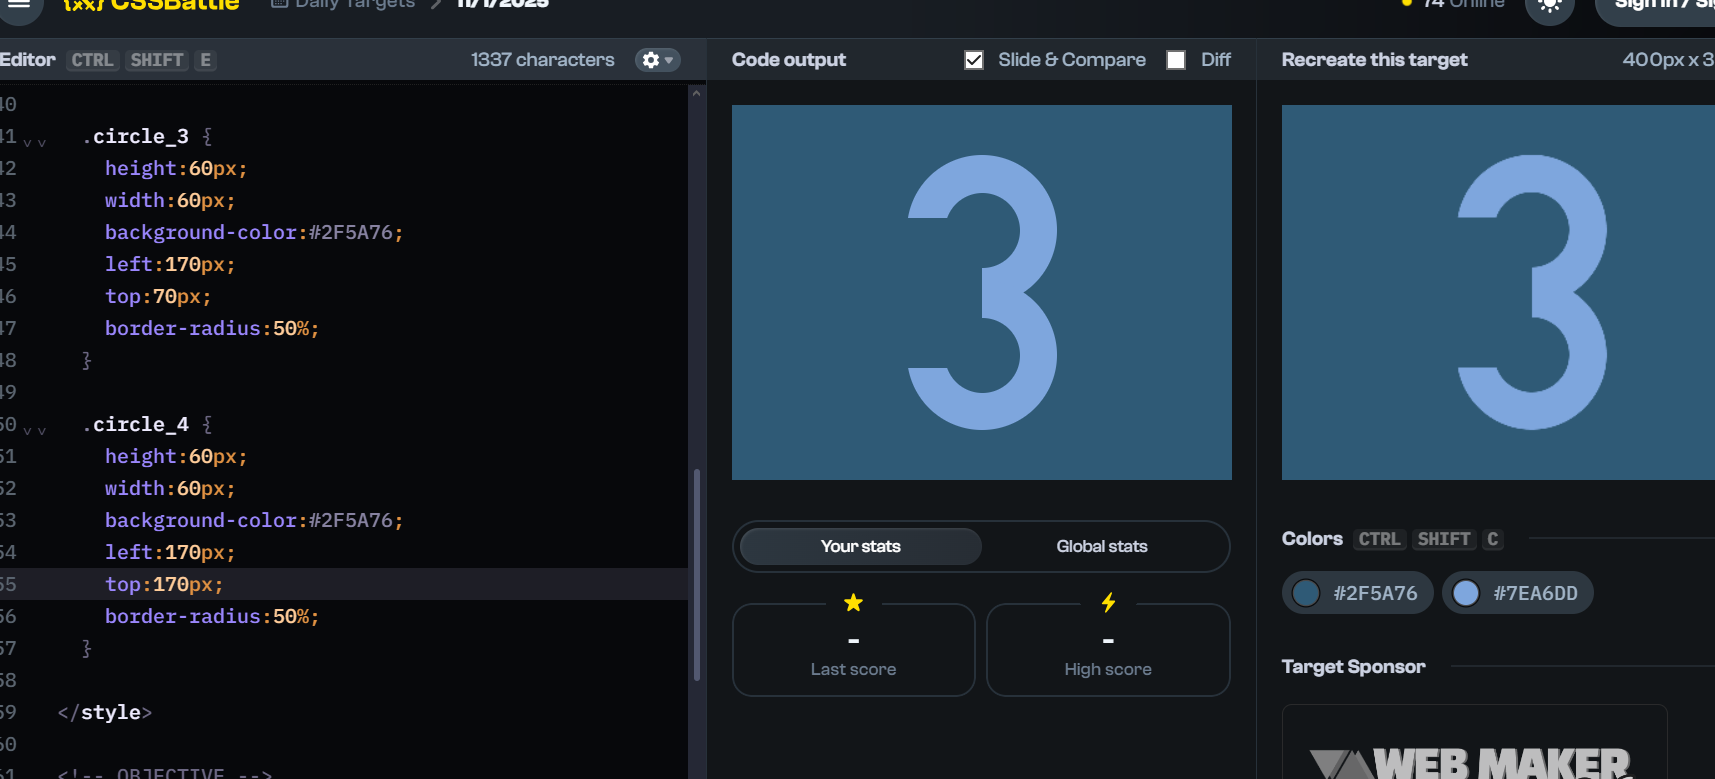 CSSBattle
Daily Targets
11/1/2025
74 Online
Sign in /
Editor CTRL SHIFT E
1337 characters
Code output
Slide & Compare
Diff
Recreate this target
400px x 3
40
41 .circle_3 {
42 height:60px;
43 width:60px;
44 background-color:#2F5A76;
45 left:170px;
46 top:70px;
47 border-radius:50%;
48 }
49
50 .circle_4 {
51 height:60px;
52 width:60px;
53 background-color:#2F5A76;
54 left:170px;
55 top:170px;
56 border-radius:50%;
57 }
58
59 </style>
60
61 <!-- OBJECTIVE -->
3
3
Your stats
Global stats
-
Last score
-
High score
Colors CTRL SHIFT C
#2F5A76
#7EA6DD
Target Sponsor
WEB MAKER